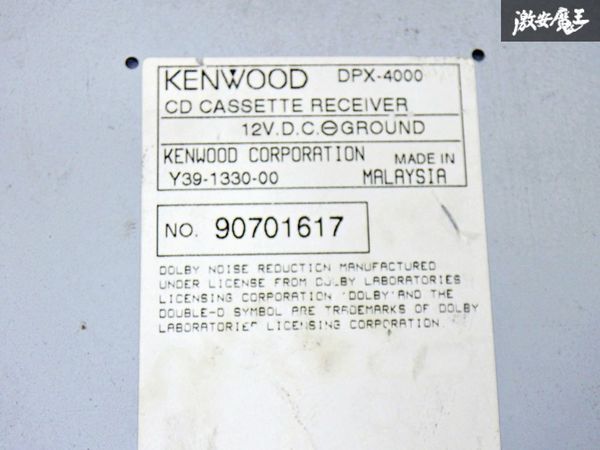 激安魔王
KENWOOD DPX-4000
CD CASSETTE RECEIVER
12V.D.C.⊖GROUND
KENWOOD CORPORATION MADE IN
Y39-1330-00 MALAYSIA
NO. 90701617
DOLBY NOISE REDUCTION MANUFACTURED
UNDER LICENSE FROM DOLBY LABORATORIES
LICENSING CORPORATION 'DOLBY' AND THE
DOUBLE-D SYMBOL ARE TRADEMARKS OF DOLBY
LABORATORIES LICENSING CORPORATION.